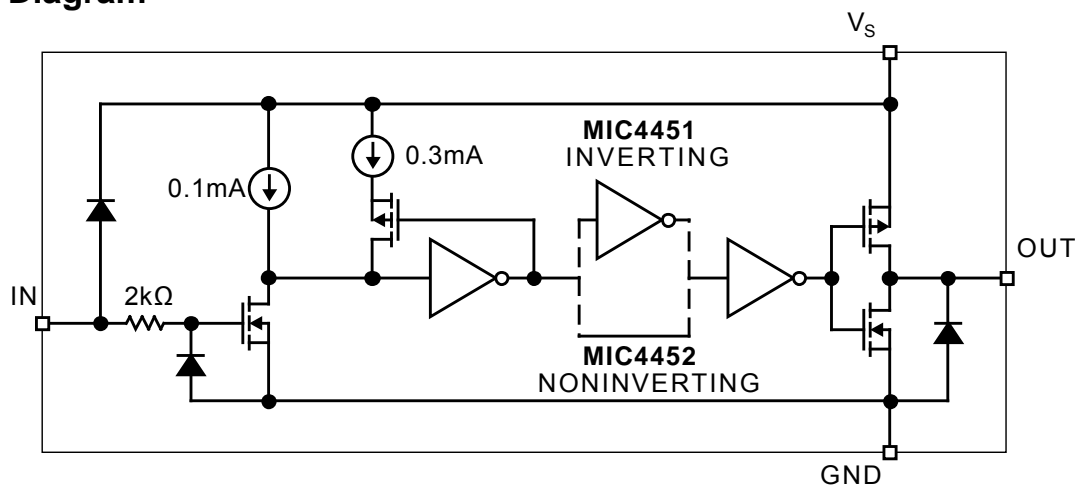 Diagram
V_S
MIC4451
INVERTING
0.3mA
0.1mA
OUT
IN
2kΩ
MIC4452
NONINVERTING
GND